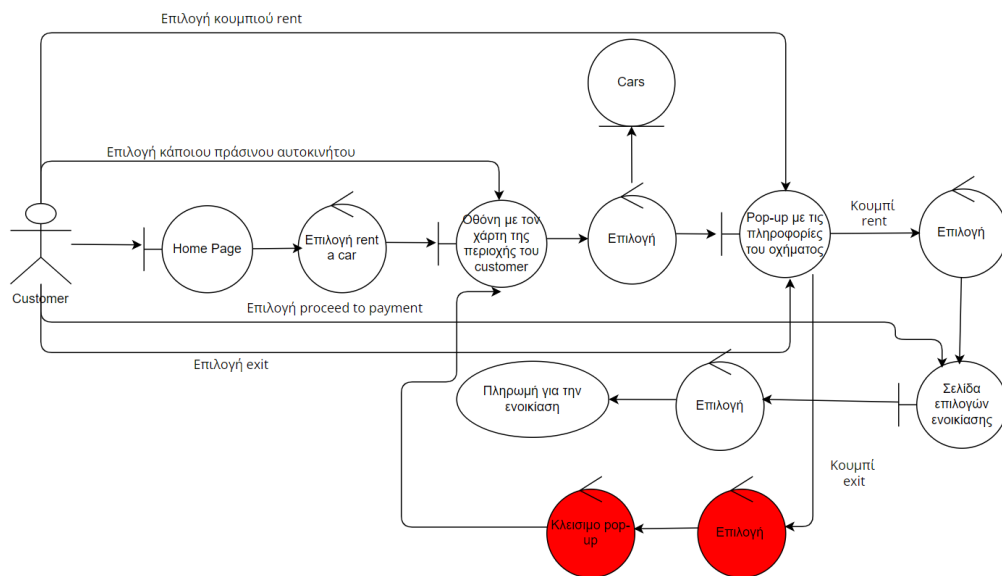 Επιλογή κουμπιού rent
Cars
Επιλογή κάποιου πράσινου αυτοκινήτου
Customer
Home Page
Επιλογή rent
a car
Οθόνη με τον
χάρτη της
περιοχής του
customer
Επιλογή
Pop-up με τις
πληροφορίες
του οχήματος
Κουμπί
rent
Επιλογή
Επιλογή proceed to payment
Επιλογή exit
Πληρωμή για την
ενοικίαση
Επιλογή
Σελίδα
επιλογών
ενοικίασης
Κουμπί
exit
Κλεισιμο pop-
up
Επιλογή